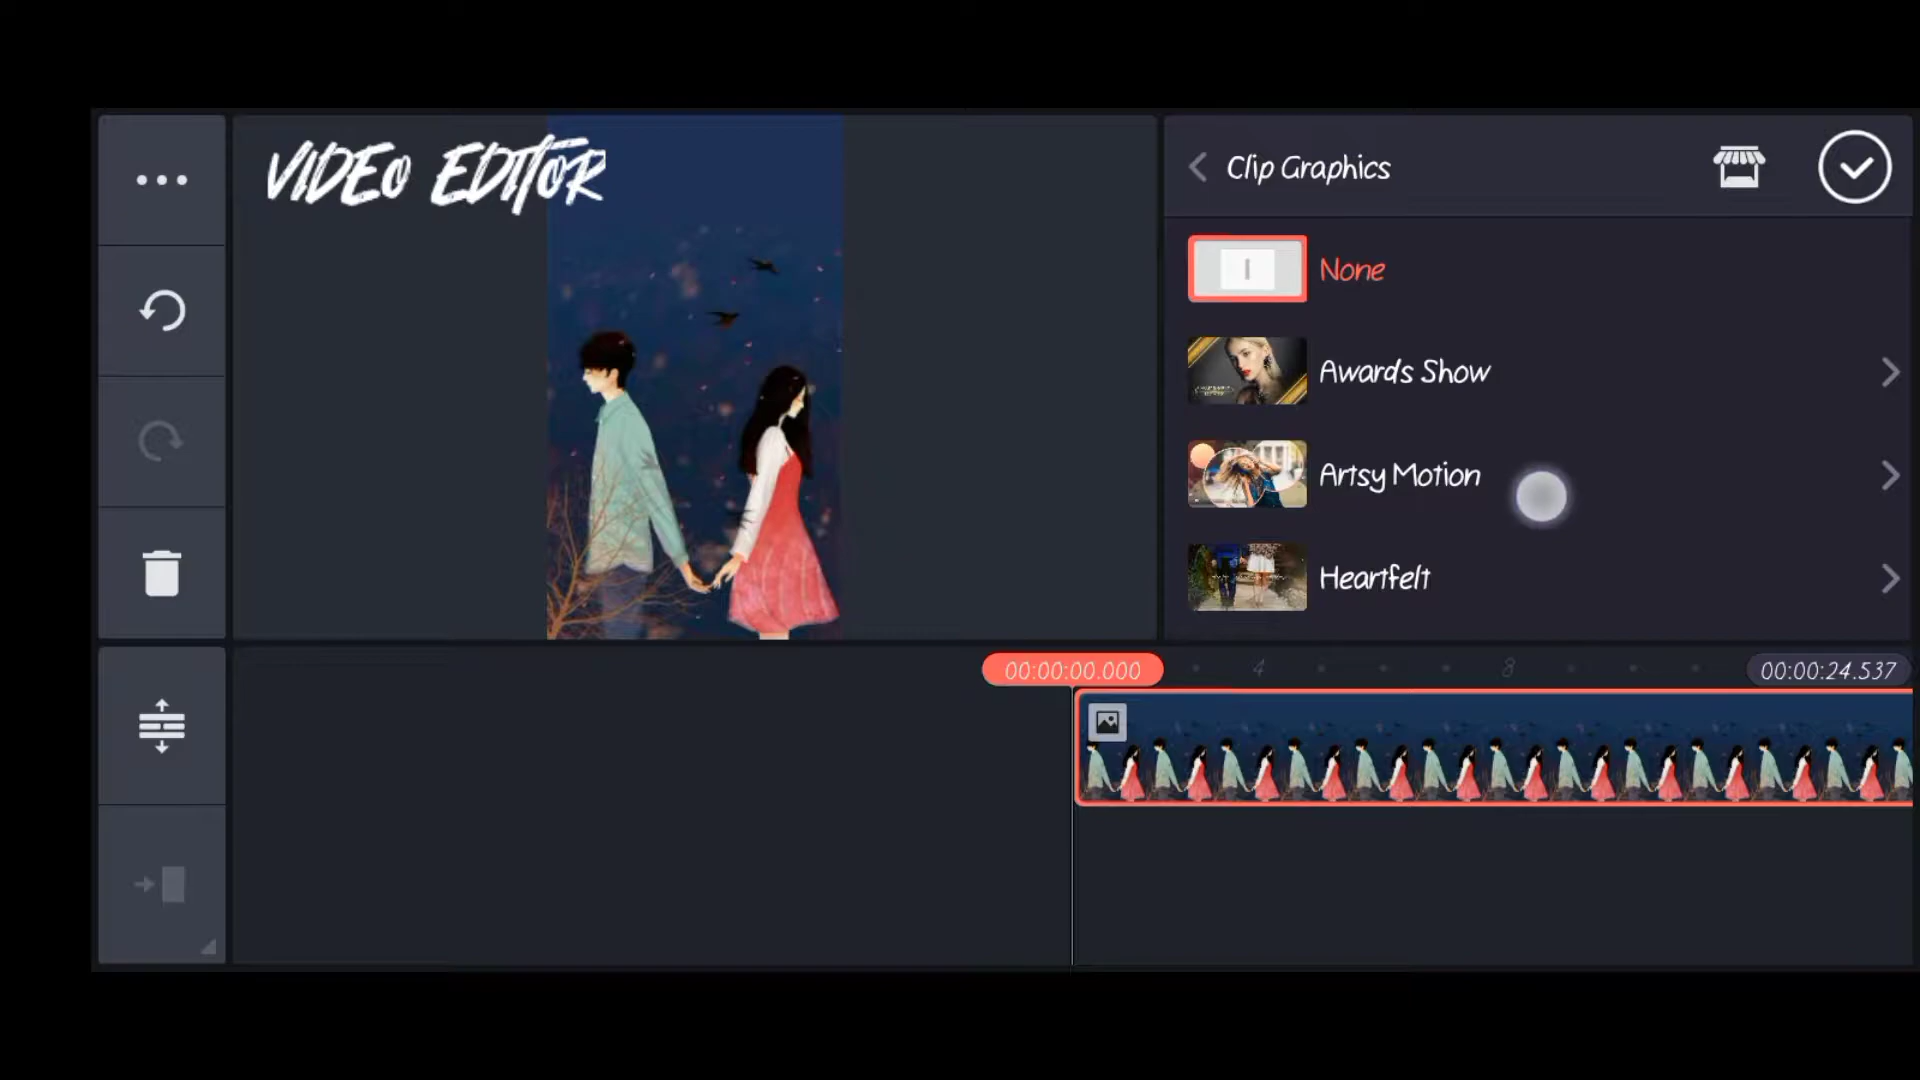 VIDEO EDITOR
Clip Graphics
None
Awards Show
Artsy Motion
Heartfelt
00:00:00.000
4
8
00:00:24.537